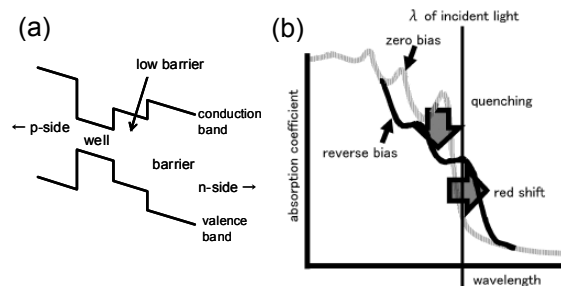 (a)
low barrier
conduction
band
← p-side
well
barrier
n-side →
valence
band
(b)
λ of incident light
zero bias
quenching
reverse bias
red shift
absorption coefficient
wavelength